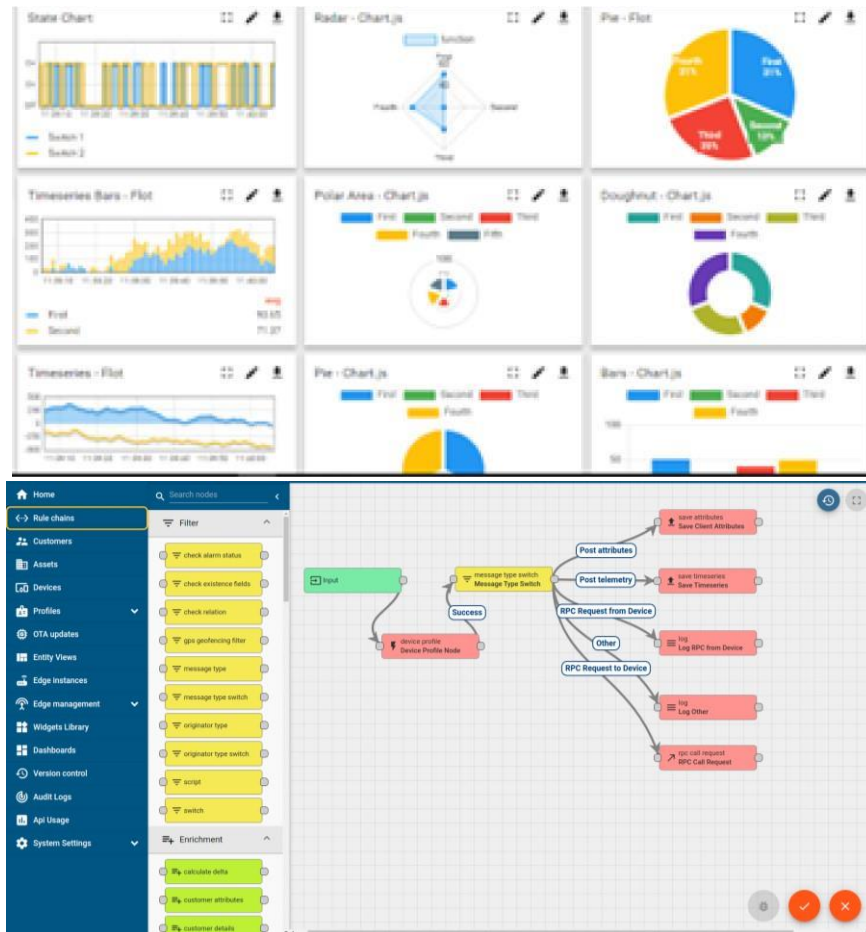 State Chart
Radar - Chart.js
Pie - Flot
function
First
Fourth
Second
Third
Fourth
31%
First
31%
Second
Third
Switch 1
Switch 2
Timeseries Bars - Flot
Polar Area - Chart.js
Doughnut - Chart.js
First Second Third
Fourth Fifth
100
First Second Third
Fourth
avg
First 93.65
Second
Timeseries - Flot
Pie - Chart.js
Bars - Chart.js
First Second Third
Fourth
First Second Third
Fourth
100
50
Home
Rule chains
Customers
Assets
Devices
Profiles
OTA updates
Entity Views
Edge instances
Edge management
Widgets Library
Dashboards
Version control
Audit Logs
Api Usage
System Settings
Search nodes
Filter
check alarm status
check existence fields
check relation
gps geofencing filter
message type
message type switch
originator type
originator type switch
script
switch
Enrichment
calculate delta
customer attributes
customer details
Input
device profile
Device Profile Node
Success
message type switch
Message Type Switch
Post attributes
Post telemetry
RPC Request from Device
Other
RPC Request to Device
save attributes
Save Client Attributes
save timeseries
Save Timeseries
log
Log RPC from Device
log
Log Other
rpc call request
RPC Call Request